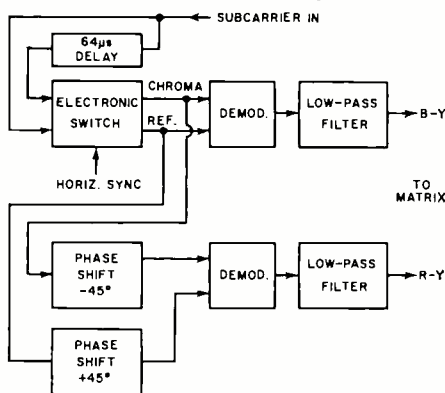 SUBCARRIER IN
64µs
DELAY
CHROMA
ELECTRONIC
SWITCH
REF.
DEMOD.
LOW-PASS
FILTER
B-Y
HORIZ. SYNC
TO
MATRIX
PHASE
SHIFT
-45°
DEMOD.
LOW-PASS
FILTER
R-Y
PHASE
SHIFT
+45°